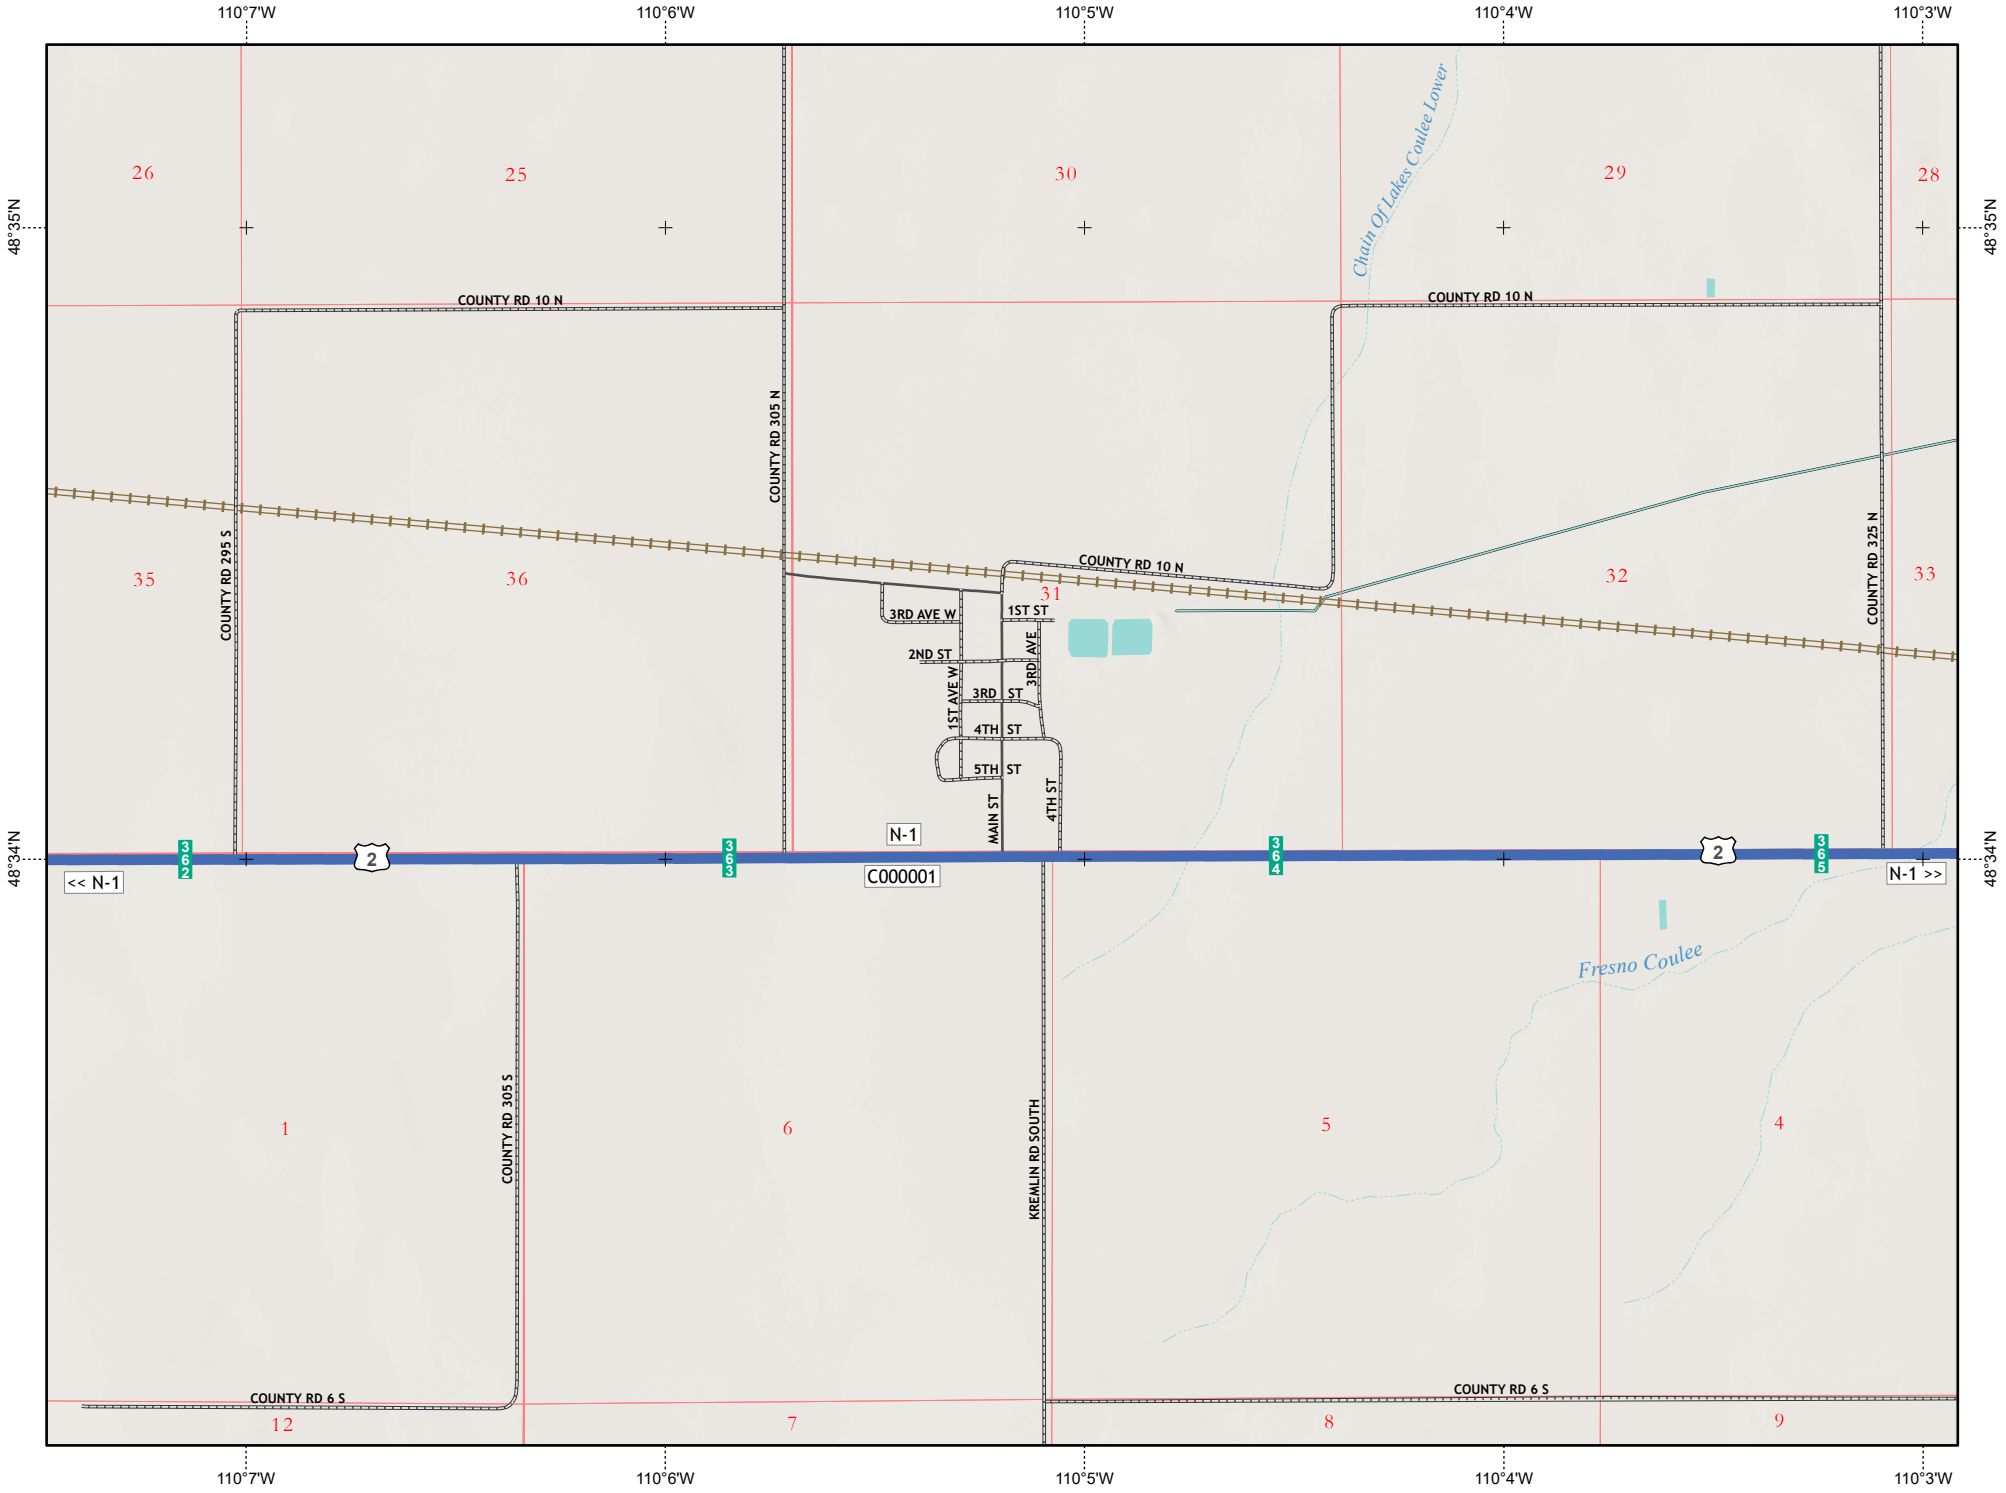 110°7'W
110°6'W
110°5'W
110°4'W
110°3'W
26
25
30
Chain Of Lakes Coulee Lower
29
28
48°35'N
48°35'N
COUNTY RD 10 N
COUNTY RD 10 N
COUNTY RD 305 N
COUNTY RD 295 S
COUNTY RD 325 N
35
36
COUNTY RD 10 N
31
32
33
3RD AVE W
1ST ST
2ND ST
3RD AVE
1ST AVE W
3RD ST
4TH ST
5TH ST
MAIN ST
4TH ST
48°34'N
48°34'N
362
2
363
N-1
364
2
365
<< N-1
C000001
N-1 >>
Fresno Coulee
COUNTY RD 305 S
KREMLIN RD SOUTH
1
6
5
4
COUNTY RD 6 S
COUNTY RD 6 S
12
7
8
9
110°7'W
110°6'W
110°5'W
110°4'W
110°3'W